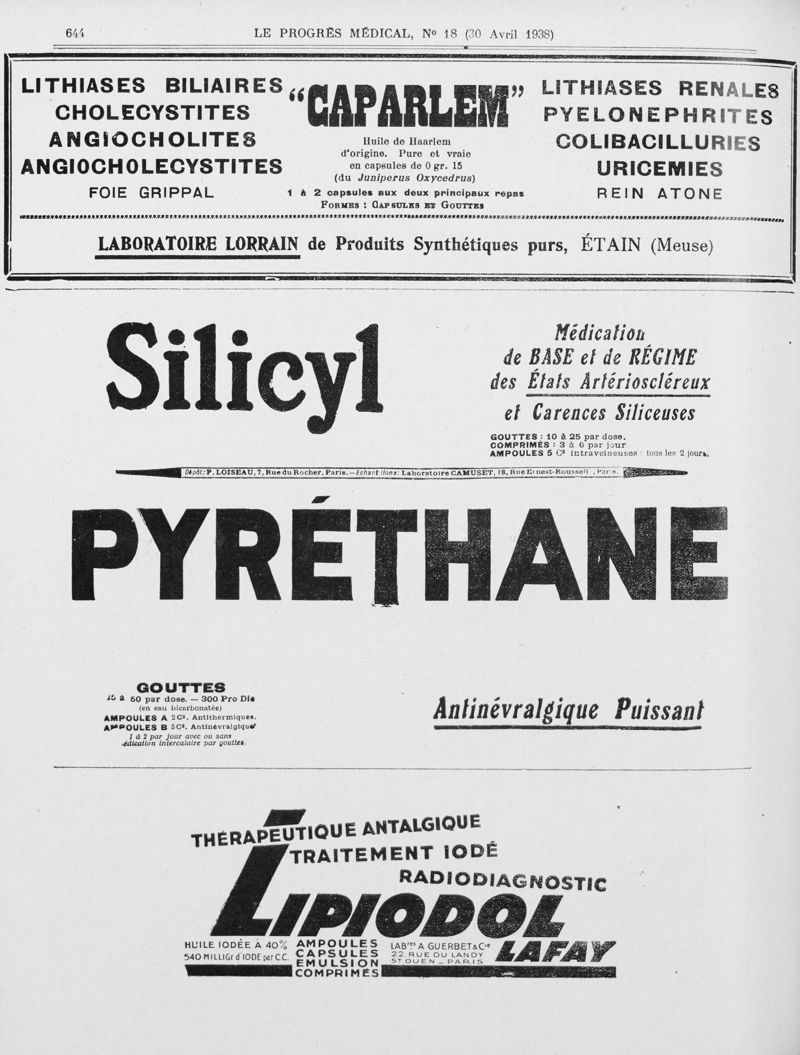 644
LE PROGRÈS MÉDICAL, No 18 (30 Avril 1938)
LITHIASES BILIAIRES
CHOLECYSTITES
ANGIOCHOLITES
ANGIOCHOLECYSTITES
FOIE GRIPPAL
"CAPARLEM"
Huile de Haarlem
d'origine. Pure et vraie
en capsules de 0 gr. 15
(du Juniperus Oxycedrus)
1 à 2 capsules aux deux principaux repas
FORMES : CAPSULES ET GOUTTES
LITHIASES RENALES
PYELONEPHRITES
COLIBACILLURIES
URICEMIES
REIN ATONE
LABORATOIRE LORRAIN de Produits Synthétiques purs, ÉTAIN (Meuse)
Silicyl
Médication
de BASE et de RÉGIME
des États Artérioscléreux
et Carences Siliceuses
GOUTTES : 10 à 25 par dose.
COMPRIMÉS : 3 à 6 par jour.
AMPOULES 5 C3 intraveineuses : tous les 2 jours.
Dépôt: P. LOISEAU, 7, Rue du Rocher, Paris. — Echantillons: Laboratoire CAMUSET, 18, Rue Ernest-Rousselle, Paris.
PYRÉTHANE
GOUTTES
à 50 par dose. — 300 Pro Die
(en eau bicarbonatée)
AMPOULES A 2C3. Antithermiques.
AMPOULES B 5C3. Antinévralgiques
1 à 2 par jour avec ou sans
édication intercalaire par gouttes.
Antinévralgique Puissant
THÉRAPEUTIQUE ANTALGIQUE
TRAITEMENT IODÉ
RADIODIAGNOSTIC
LIPIODOL
LAFAY
HUILE IODÉE À 40%
540 MILLIGr d'IODE par C.C.
AMPOULES
CAPSULES
EMULSION
COMPRIMÉS
LABres A GUERBET & Cie
22 RUE DU LANDY
St OUEN _ PARIS